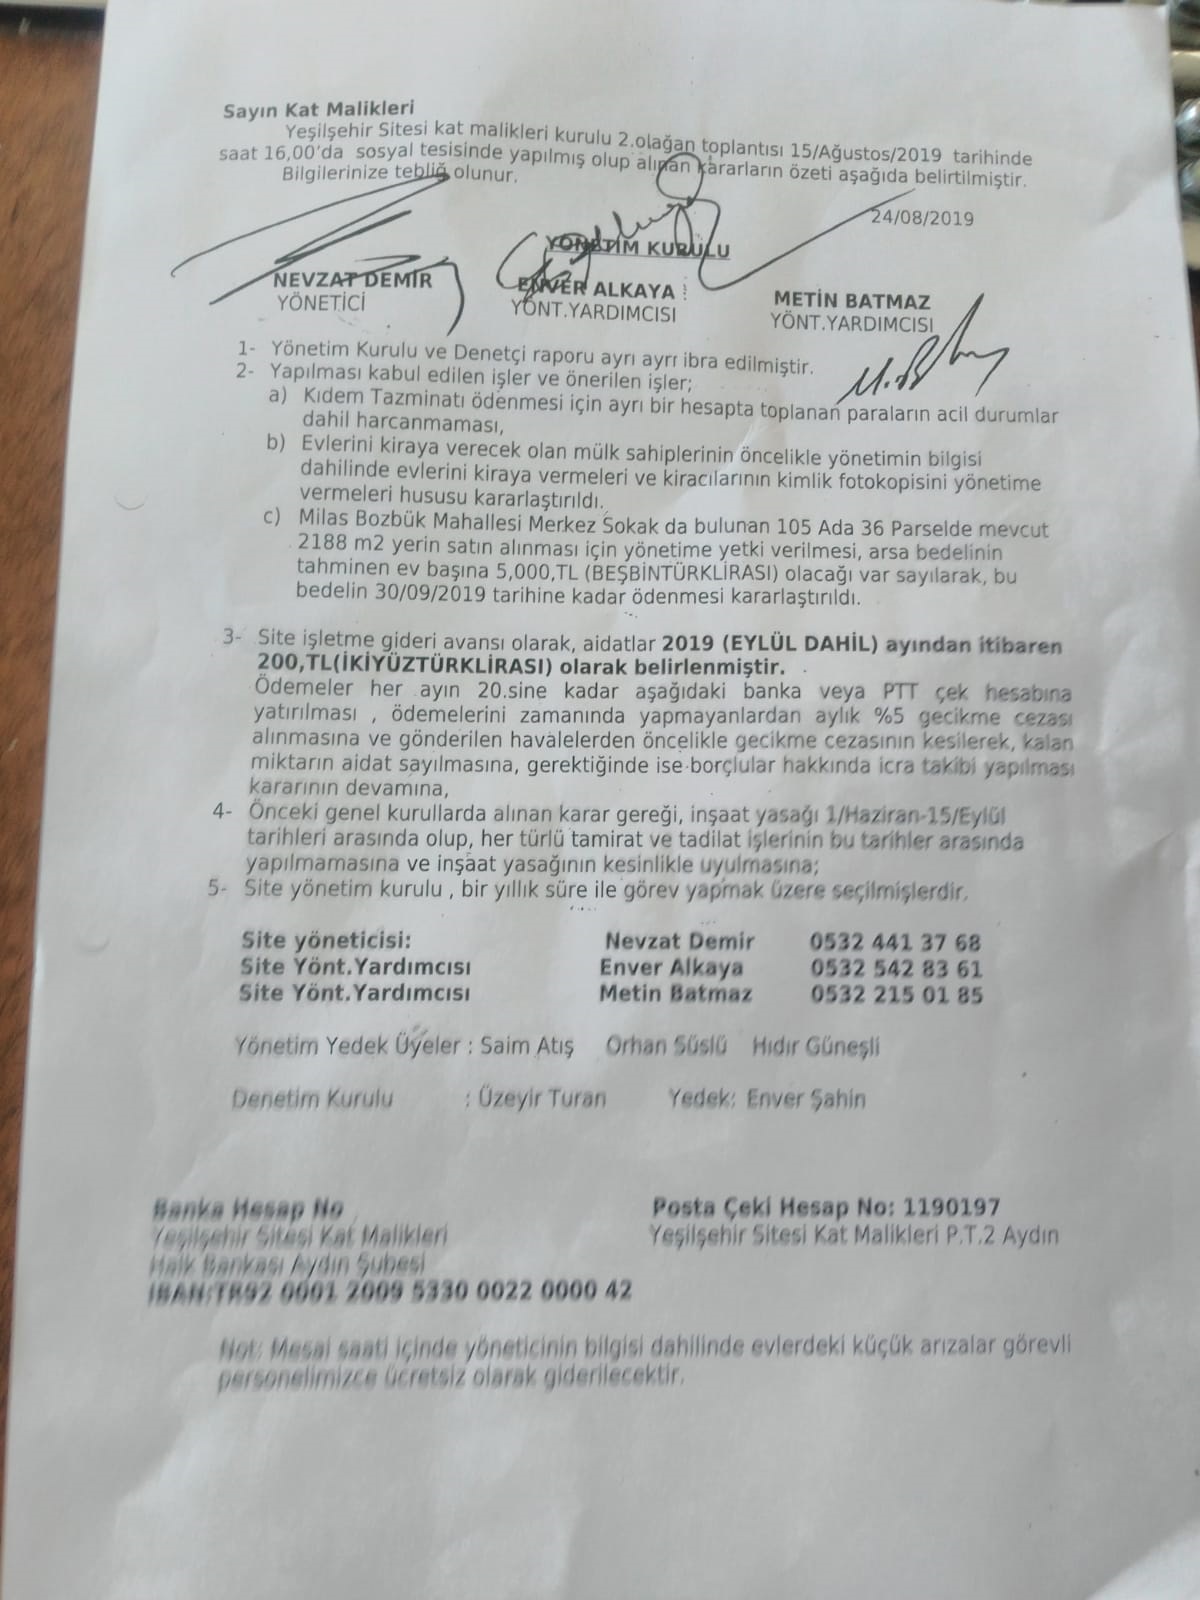 Sayın Kat Malikleri
Yeşilşehir Sitesi kat malikleri kurulu 2.olağan toplantısı 15/Ağustos/2019 tarihinde
saat 16,00'da sosyal tesisinde yapılmış olup alınan kararların özeti aşağıda belirtilmiştir.
Bilgilerinize tebliğ olunur.
24/08/2019
YÖNETİM KURULU
NEVZAT DEMİR ENVER ALKAYA METİN BATMAZ
YÖNETİCİ YÖNT.YARDIMCISI YÖNT.YARDIMCISI
1- Yönetim Kurulu ve Denetçi raporu ayrı ayrı ibra edilmiştir.
2- Yapılması kabul edilen işler ve önerilen işler;
a) Kıdem Tazminatı ödenmesi için ayrı bir hesapta toplanan paraların acil durumlar
dahil harcanmaması,
b) Evlerini kiraya verecek olan mülk sahiplerinin öncelikle yönetimin bilgisi
dahilinde evlerini kiraya vermeleri ve kiracılarının kimlik fotokopisini yönetime
vermeleri hususu kararlaştırıldı.
c) Milas Bozbük Mahallesi Merkez Sokak da bulunan 105 Ada 36 Parselde mevcut
2188 m2 yerin satın alınması için yönetime yetki verilmesi, arsa bedelinin
tahminen ev başına 5,000,TL (BEŞBİNTÜRKLİRASI) olacağı var sayılarak, bu
bedelin 30/09/2019 tarihine kadar ödenmesi kararlaştırıldı.
3- Site işletme gideri avansı olarak, aidatlar 2019 (EYLÜL DAHİL) ayından itibaren
200,TL(İKİYÜZTÜRKLİRASI) olarak belirlenmiştir.
Ödemeler her ayın 20.sine kadar aşağıdaki banka veya PTT çek hesabına
yatırılması , ödemelerini zamanında yapmayanlardan aylık %5 gecikme cezası
alınmasına ve gönderilen havalelerden öncelikle gecikme cezasının kesilerek, kalan
miktarın aidat sayılmasına, gerektiğinde ise borçlular hakkında icra takibi yapılması
kararının devamına,
4- Önceki genel kurullarda alınan karar gereği, inşaat yasağı 1/Haziran-15/Eylül
tarihleri arasında olup, her türlü tamirat ve tadilat işlerinin bu tarihler arasında
yapılmamasına ve inşaat yasağının kesinlikle uyulmasına;
5- Site yönetim kurulu , bir yıllık süre ile görev yapmak üzere seçilmişlerdir.
Site yöneticisi: Nevzat Demir 0532 441 37 68
Site Yönt.Yardımcısı Enver Alkaya 0532 542 83 61
Site Yönt.Yardımcısı Metin Batmaz 0532 215 01 85
Yönetim Yedek Üyeler : Saim Atış Orhan Süslü Hıdır Güneşli
Denetim Kurulu : Üzeyir Turan Yedek: Enver Şahin
Banka Hesap No Posta Çeki Hesap No: 1190197
Yeşilşehir Sitesi Kat Malikleri Yeşilşehir Sitesi Kat Malikleri P.T.2 Aydın
Halk Bankası Aydın Şubesi
IBAN:TR92 0001 2009 5330 0022 0000 42
Not: Mesai saati içinde yöneticinin bilgisi dahilinde evlerdeki küçük arızalar görevli
personelimizce ücretsiz olarak giderilecektir.